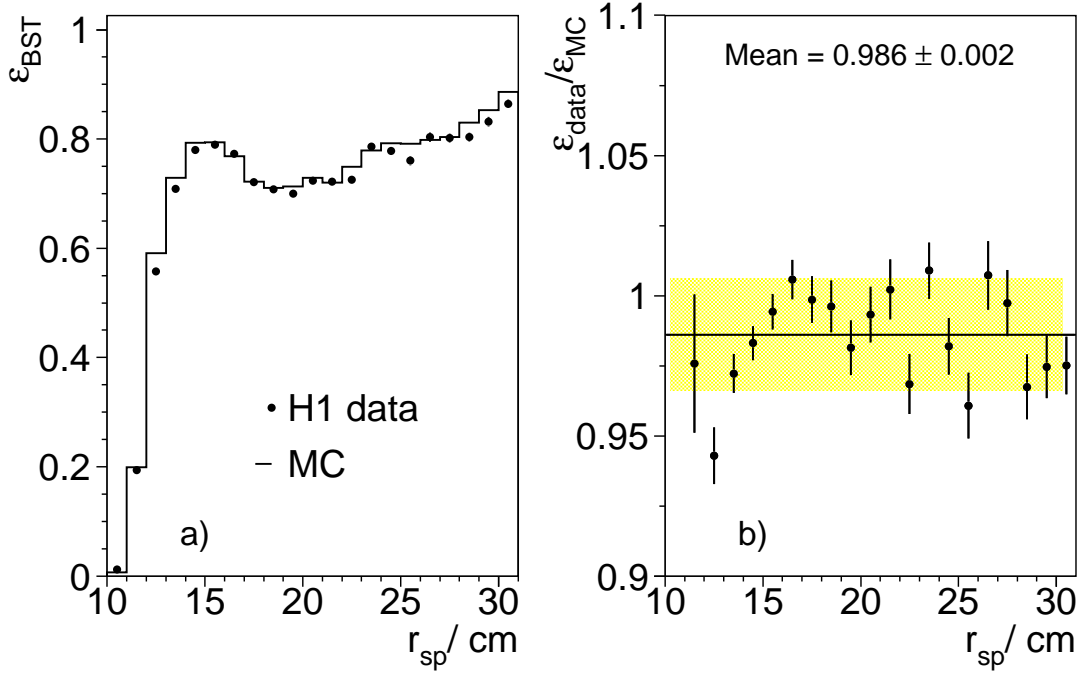 ε_BST
1
0.8
0.6
0.4
0.2
0
10 15 20 25 30
r_sp/ cm
H1 data
MC
a)
ε_data/ε_MC
1.1
1.05
1
0.95
0.9
10 15 20 25 30
r_sp/ cm
Mean = 0.986 ± 0.002
b)